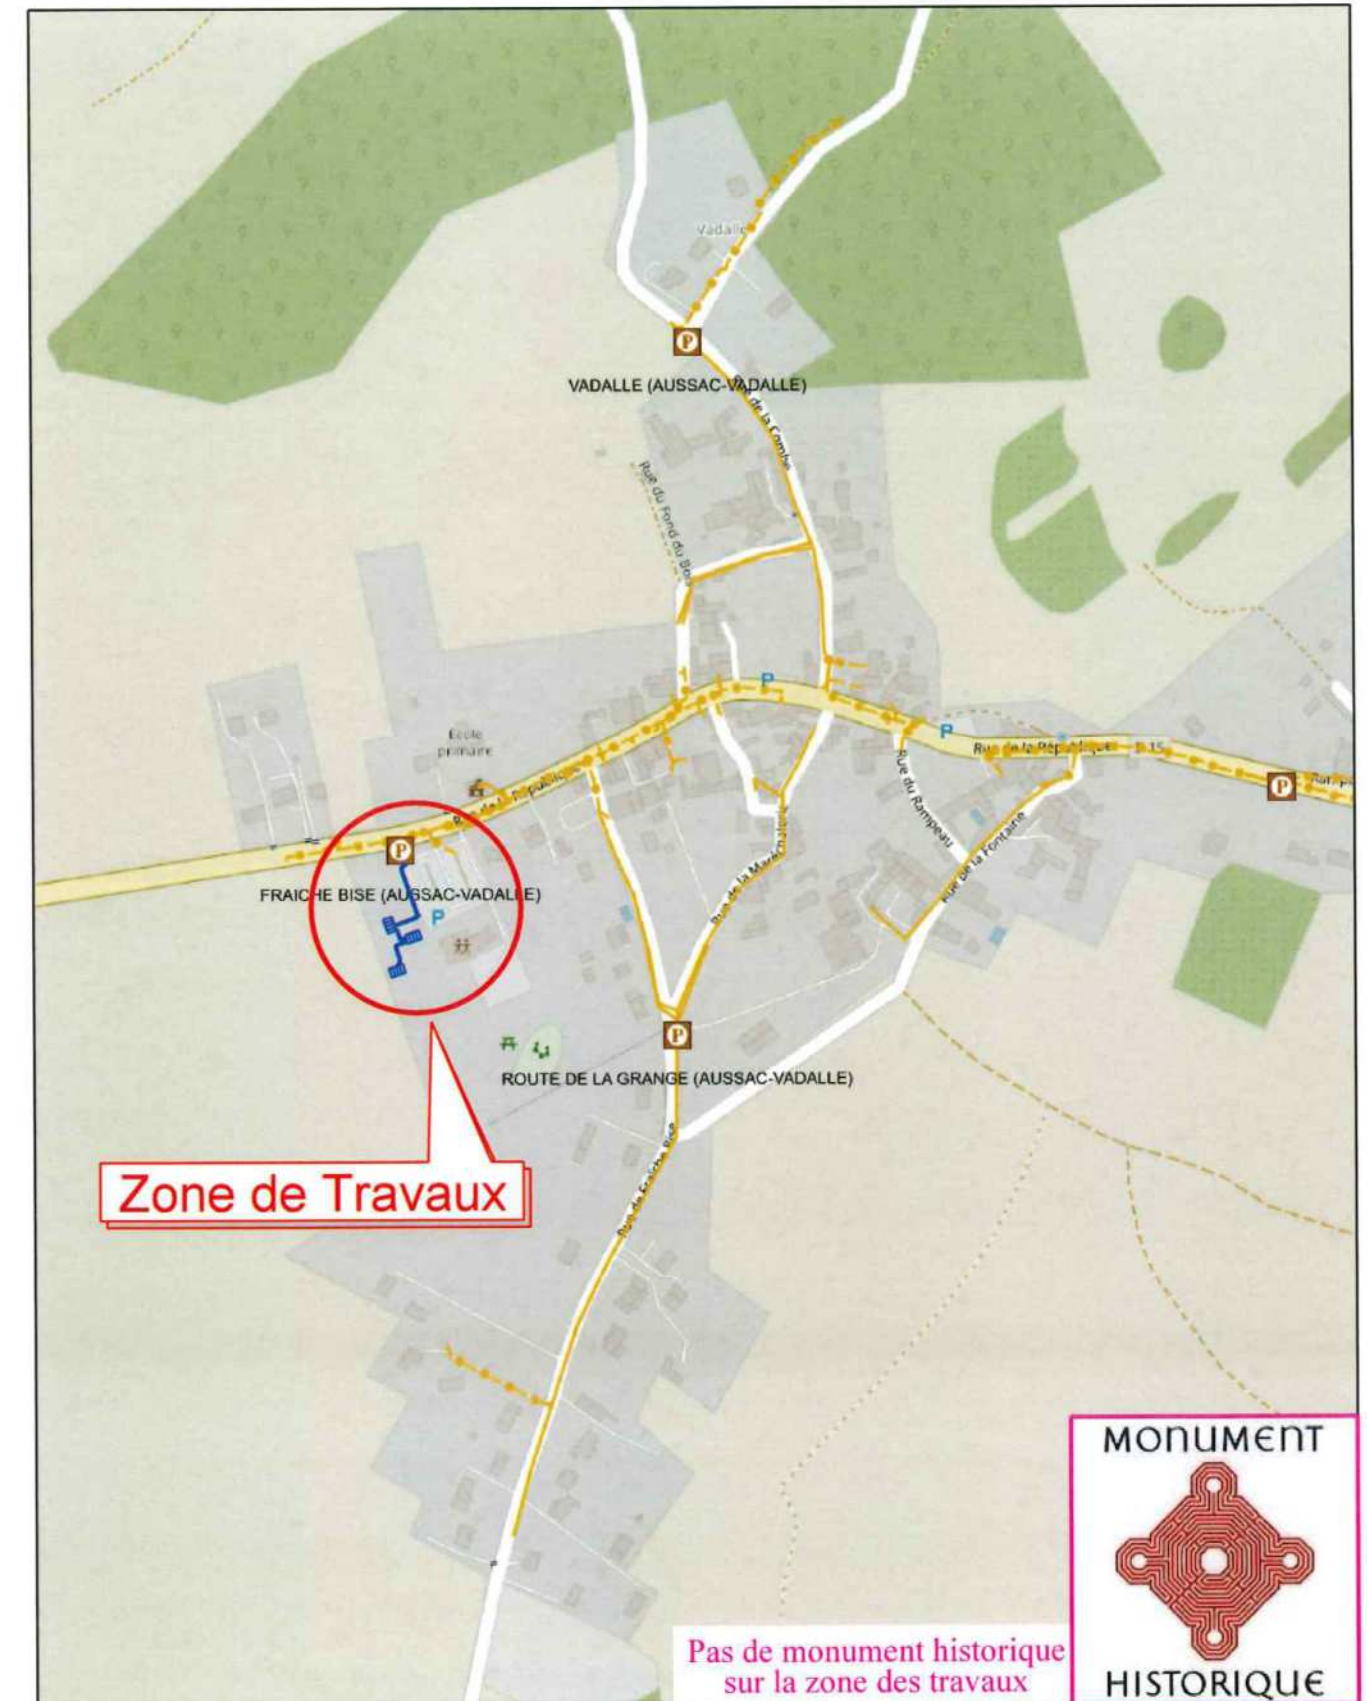 Vadalle
P
VADALLE (AUSSAC-VADALLE)
Rue de la Combe
Rue du Fond du Bois
P
École
primaire
P
Rue de la République
Rue de la République
D 15
P
P
FRAICHE BISE (AUSSAC-VADALLE)
P
Rue du Rampeau
Rue de la Maréchalerie
Rue de la Fontaine
P
ROUTE DE LA GRANGE (AUSSAC-VADALLE)
Rue de Fraîche Bise
Zone de Travaux
MONUMENT
HISTORIQUE
Pas de monument historique
sur la zone des travaux